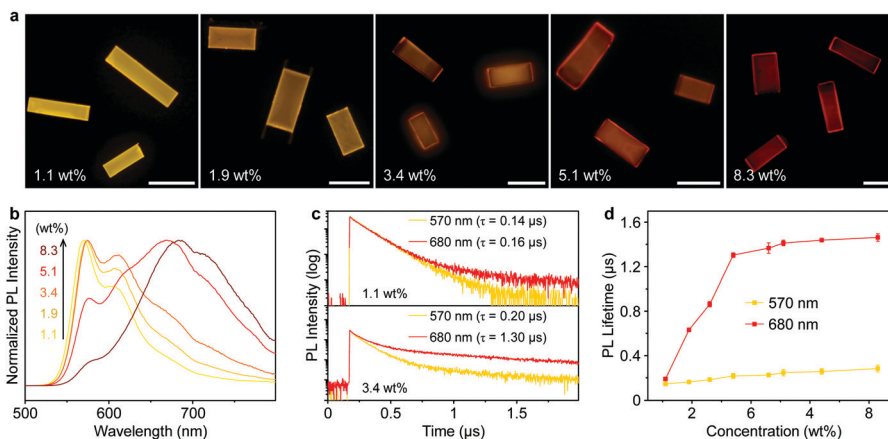 a
1.1 wt%
1.9 wt%
3.4 wt%
5.1 wt%
8.3 wt%
b
(wt%)
8.3
5.1
3.4
1.9
1.1
Normalized PL Intensity
500
600
700
Wavelength (nm)
c
570 nm (τ = 0.14 µs)
680 nm (τ = 0.16 µs)
1.1 wt%
570 nm (τ = 0.20 µs)
680 nm (τ = 1.30 µs)
3.4 wt%
PL Intensity (log)
0
0.5
1
1.5
Time (µs)
d
1.6
1.2
0.8
0.4
0
PL Lifetime (µs)
570 nm
680 nm
2
4
6
8
Concentration (wt%)